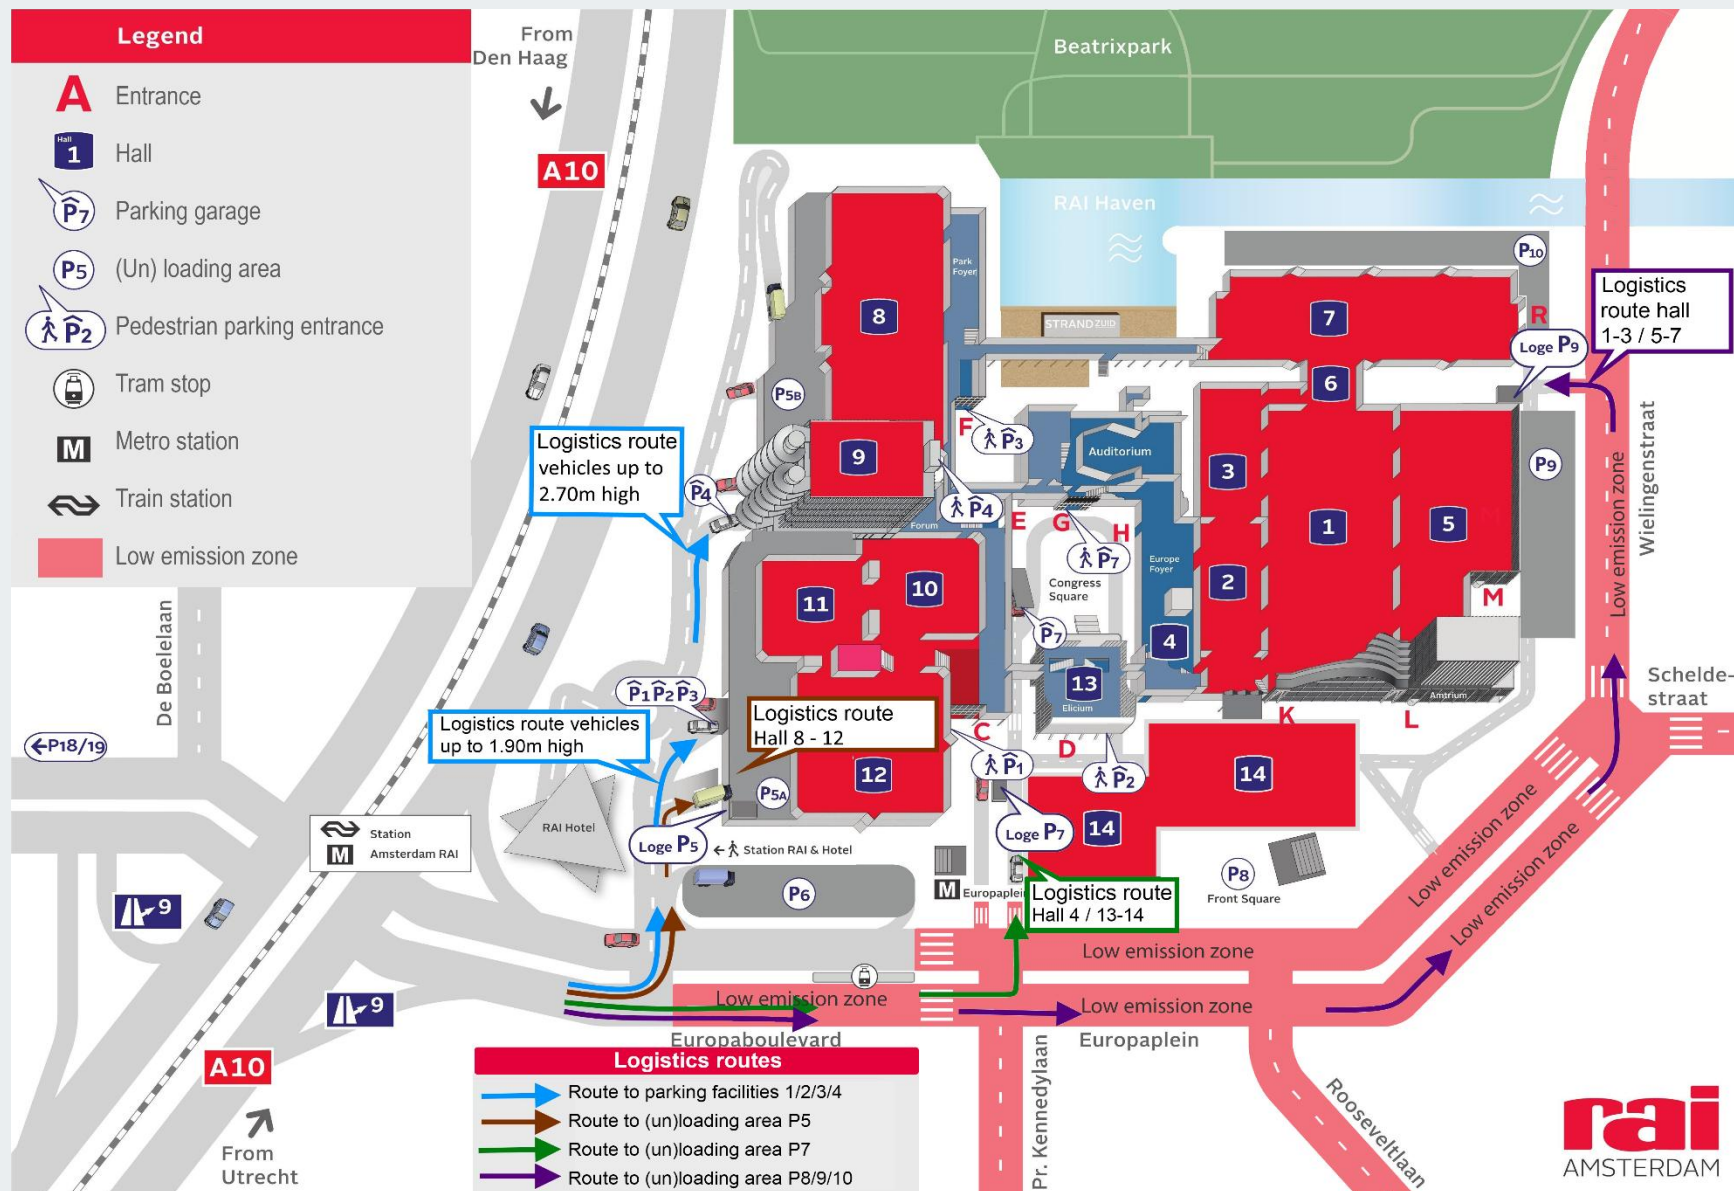 Legend
A Entrance
Hall
1 Hall
P7 Parking garage
P5 (Un) loading area
P2 Pedestrian parking entrance
Tram stop
M Metro station
Train station
Low emission zone
From
Den Haag
A10
Beatrixpark
RAI Haven
STRAND ZUID
Park
Foyer
8
P5B
F
P3
7
R
P10
Logistics
route hall
1-3 / 5-7
Loge P9
6
Wielingenstraat
Low emission zone
P9
Logistics route
vehicles up to
2.70m high
P4
9
P4
Forum
Auditorium
E
G
H
P7
Congress
Square
Europe
Foyer
3
1
5
M
2
M
4
11
10
P7
13
Elicium
De Boelelaan
P1 P2 P3
Logistics route vehicles
up to 1.90m high
Logistics route
Hall 8 - 12
C
D
P1
P2
K
L
Amtrium
Schelde-
straat
←P18/19
12
P5A
14
14
RAI Hotel
Station
M Amsterdam RAI
Loge P5
← Station RAI & Hotel
Loge P7
P6
M Europaplein
Logistics route
Hall 4 / 13-14
P8
Front Square
Low emission zone
Low emission zone
9
9
Low emission zone
Low emission zone
Low emission zone
Europaboulevard
Europaplein
Pr. Kennedylaan
Rooseveltlaan
A10
From
Utrecht
Logistics routes
Route to parking facilities 1/2/3/4
Route to (un)loading area P5
Route to (un)loading area P7
Route to (un)loading area P8/9/10
rai
AMSTERDAM